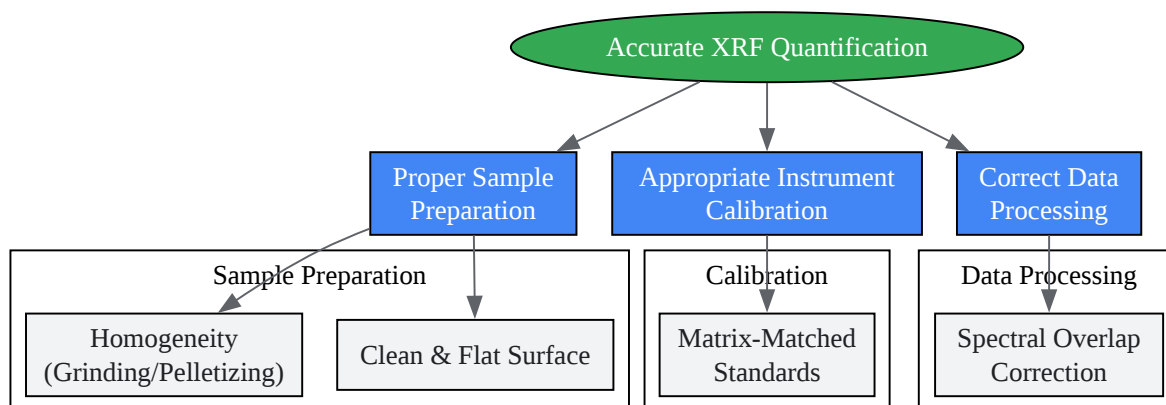 Accurate XRF Quantification
Proper Sample
Preparation
Appropriate Instrument
Calibration
Correct Data
Processing
Sample Preparation
Calibration
Data Processing
Homogeneity
(Grinding/Pelletizing)
Clean & Flat Surface
Matrix-Matched
Standards
Spectral Overlap
Correction